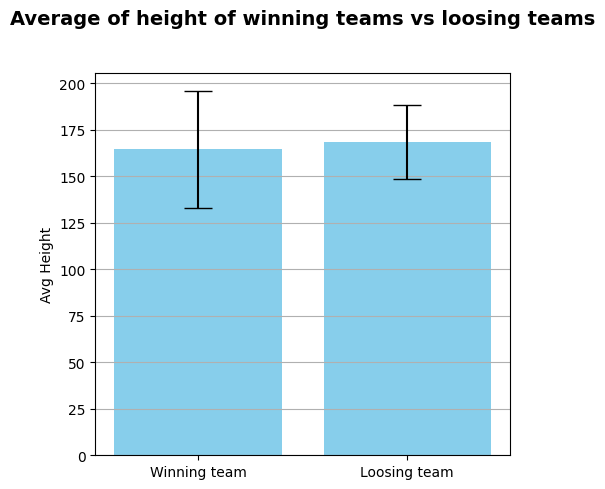 Average of height of winning teams vs loosing teams
200
175
150
125
100
75
50
25
0
Avg Height
Winning team
Loosing team